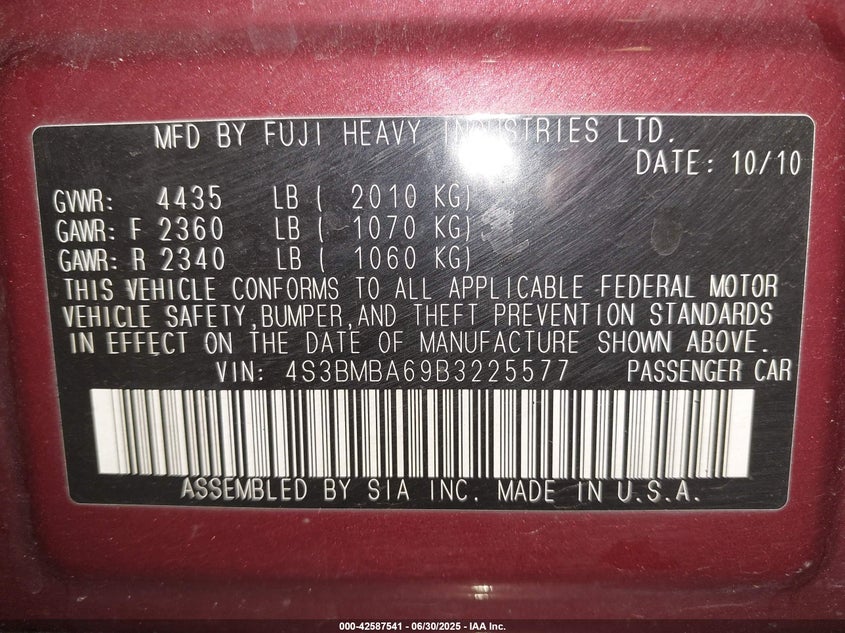 MFD BY FUJI HEAVY INDUSTRIES LTD.
DATE: 10/10
GVWR: 4435 LB ( 2010 KG)
GAWR: F 2360 LB ( 1070 KG)
GAWR: R 2340 LB ( 1060 KG)
THIS VEHICLE CONFORMS TO ALL APPLICABLE FEDERAL MOTOR
VEHICLE SAFETY,BUMPER,AND THEFT PREVENTION STANDARDS
IN EFFECT ON THE DATE OF MANUFACTURE SHOWN ABOVE.
VIN: 4S3BMBA69B3225577 PASSENGER CAR
ASSEMBLED BY SIA INC. MADE IN U.S.A.
000-42587541 - 06/30/2025 - IAA Inc.